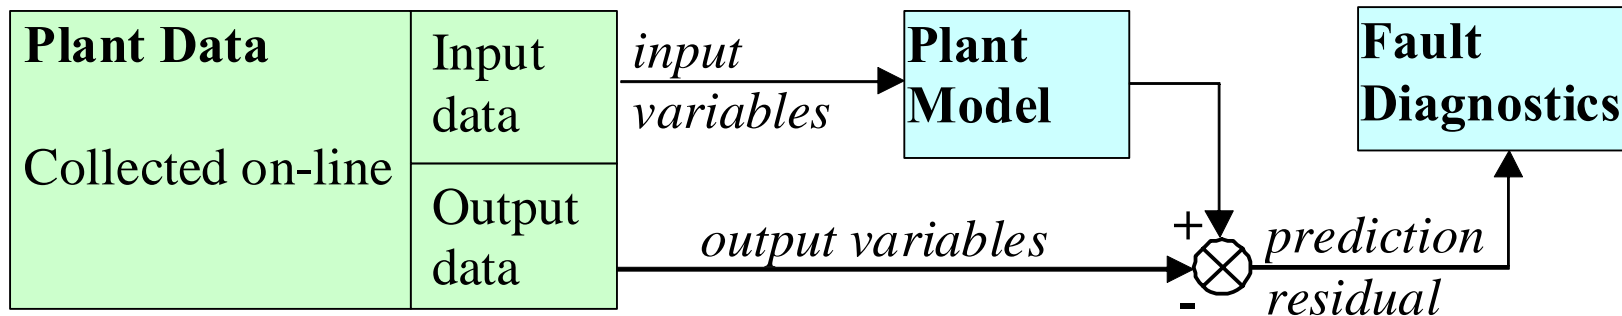 Plant Data
Collected on-line
Input
data
Output
data
input
variables
output variables
Plant
Model
+
-
prediction
residual
Fault
Diagnostics